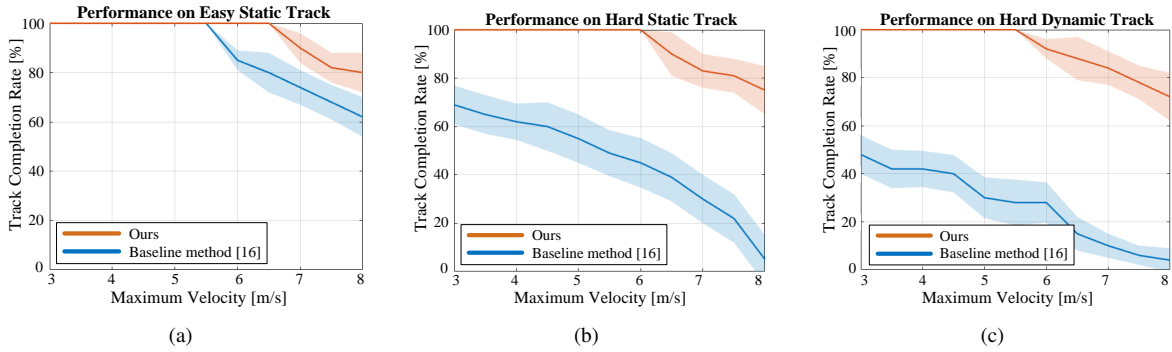 Performance on Easy Static Track
100
80
60
40
20
0
Track Completion Rate [%]
Ours
Baseline method [16]
3 4 5 6 7 8
Maximum Velocity [m/s]
(a)
Performance on Hard Static Track
100
80
60
40
20
0
Track Completion Rate [%]
Ours
Baseline method [16]
3 4 5 6 7 8
Maximum Velocity [m/s]
(b)
Performance on Hard Dynamic Track
100
80
60
40
20
0
Track Completion Rate [%]
Ours
Baseline method [16]
3 4 5 6 7 8
Maximum Velocity [m/s]
(c)